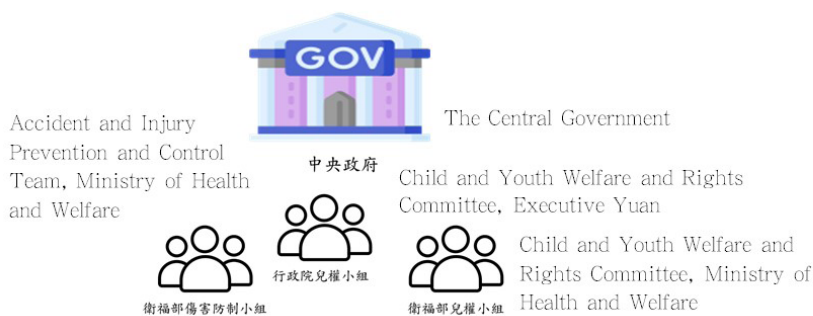 GOV
Accident and Injury
Prevention and Control
Team, Ministry of Health
and Welfare
The Central Government
中央政府
Child and Youth Welfare and Rights
Committee, Executive Yuan
行政院兒權小組
衛福部傷害防制小組
衛福部兒權小組
Child and Youth Welfare and
Rights Committee, Ministry of
Health and Welfare